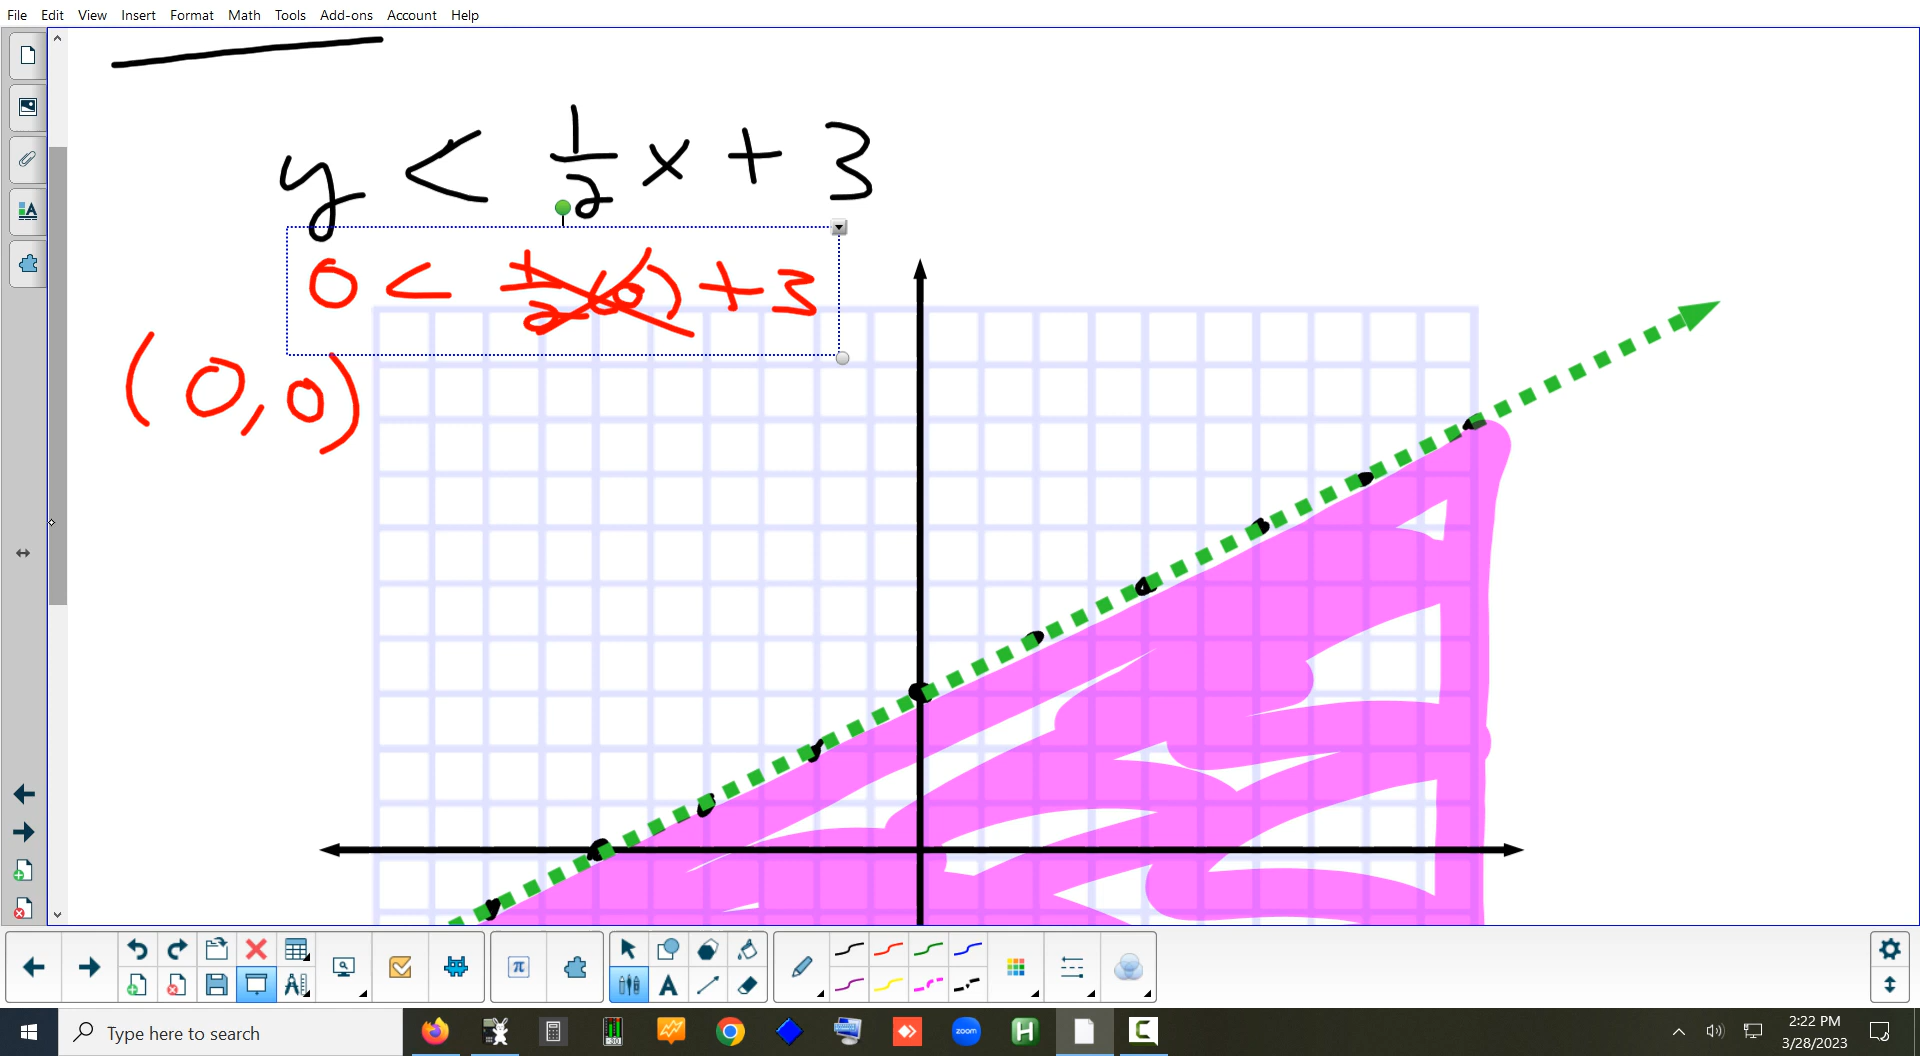 File Edit View Insert Format Math Tools Add-ons Account Help
y < 1/2 x + 3
0 < 1/2 (0) + 3
(0,0)
π
A
A
Type here to search
zoom
H
C
2:22 PM
3/28/2023